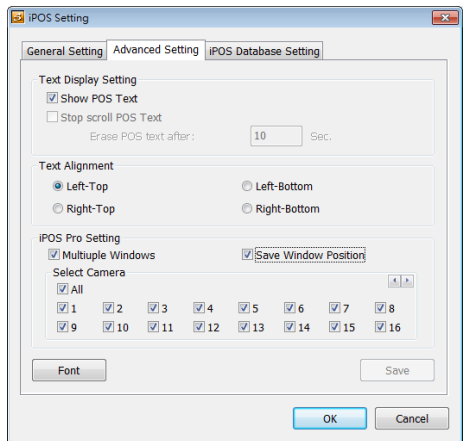 iPOS Setting
General Setting Advanced Setting iPOS Database Setting
Text Display Setting
Show POS Text
Stop scroll POS Text
Erase POS text after: 10 Sec.
Text Alignment
Left-Top Left-Bottom
Right-Top Right-Bottom
iPOS Pro Setting
Multiuple Windows Save Window Position
Select Camera
All
1 2 3 4 5 6 7 8
9 10 11 12 13 14 15 16
Font Save
OK Cancel